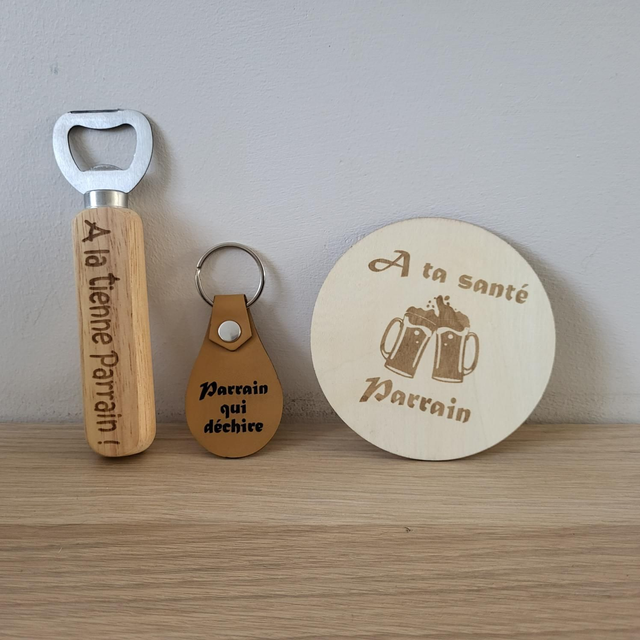 A la tienne Parrain !
Parrain
qui
déchire
A ta santé
Parrain